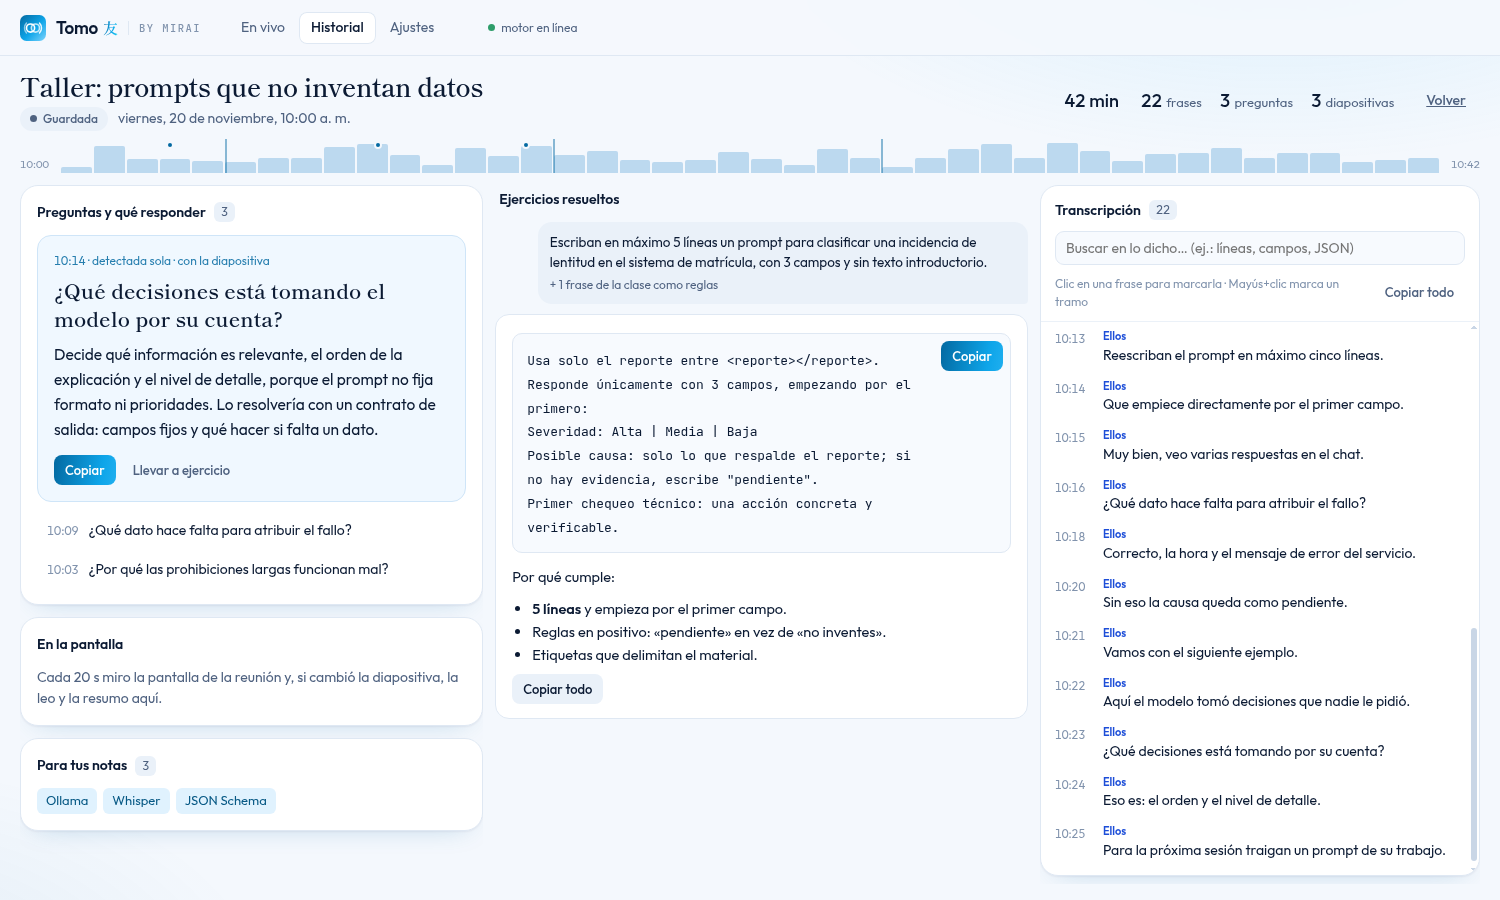 Tomo 友
BY MIRAI
En vivo
Historial
Ajustes
motor en línea
Taller: prompts que no inventan datos
Guardada
viernes, 20 de noviembre, 10:00 a. m.
42 min
22 frases
3 preguntas
3 diapositivas
Volver
10:00
10:42
Preguntas y qué responder 3
10:14 · detectada sola · con la diapositiva
¿Qué decisiones está tomando el
modelo por su cuenta?
Decide qué información es relevante, el orden de la
explicación y el nivel de detalle, porque el prompt no fija
formato ni prioridades. Lo resolvería con un contrato de
salida: campos fijos y qué hacer si falta un dato.
Copiar
Llevar a ejercicio
10:09 ¿Qué dato hace falta para atribuir el fallo?
10:03 ¿Por qué las prohibiciones largas funcionan mal?
En la pantalla
Cada 20 s miro la pantalla de la reunión y, si cambió la diapositiva, la
leo y la resumo aquí.
Para tus notas 3
Ollama
Whisper
JSON Schema
Ejercicios resueltos
Escriban en máximo 5 líneas un prompt para clasificar una incidencia de
lentitud en el sistema de matrícula, con 3 campos y sin texto introductorio.
+ 1 frase de la clase como reglas
Copiar
Usa solo el reporte entre <reporte></reporte>.
Responde únicamente con 3 campos, empezando por el
primero:
Severidad: Alta | Media | Baja
Posible causa: solo lo que respalde el reporte; si
no hay evidencia, escribe "pendiente".
Primer chequeo técnico: una acción concreta y
verificable.
Por qué cumple:
5 líneas y empieza por el primer campo.
Reglas en positivo: «pendiente» en vez de «no inventes».
Etiquetas que delimitan el material.
Copiar todo
Transcripción 22
Buscar en lo dicho... (ej.: líneas, campos, JSON)
Clic en una frase para marcarla · Mayús+clic marca un
tramo
Copiar todo
10:13 Ellos
Reescriban el prompt en máximo cinco líneas.
10:14 Ellos
Que empiece directamente por el primer campo.
10:15 Ellos
Muy bien, veo varias respuestas en el chat.
10:16 Ellos
¿Qué dato hace falta para atribuir el fallo?
10:18 Ellos
Correcto, la hora y el mensaje de error del servicio.
10:20 Ellos
Sin eso la causa queda como pendiente.
10:21 Ellos
Vamos con el siguiente ejemplo.
10:22 Ellos
Aquí el modelo tomó decisiones que nadie le pidió.
10:23 Ellos
¿Qué decisiones está tomando por su cuenta?
10:24 Ellos
Eso es: el orden y el nivel de detalle.
10:25 Ellos
Para la próxima sesión traigan un prompt de su trabajo.